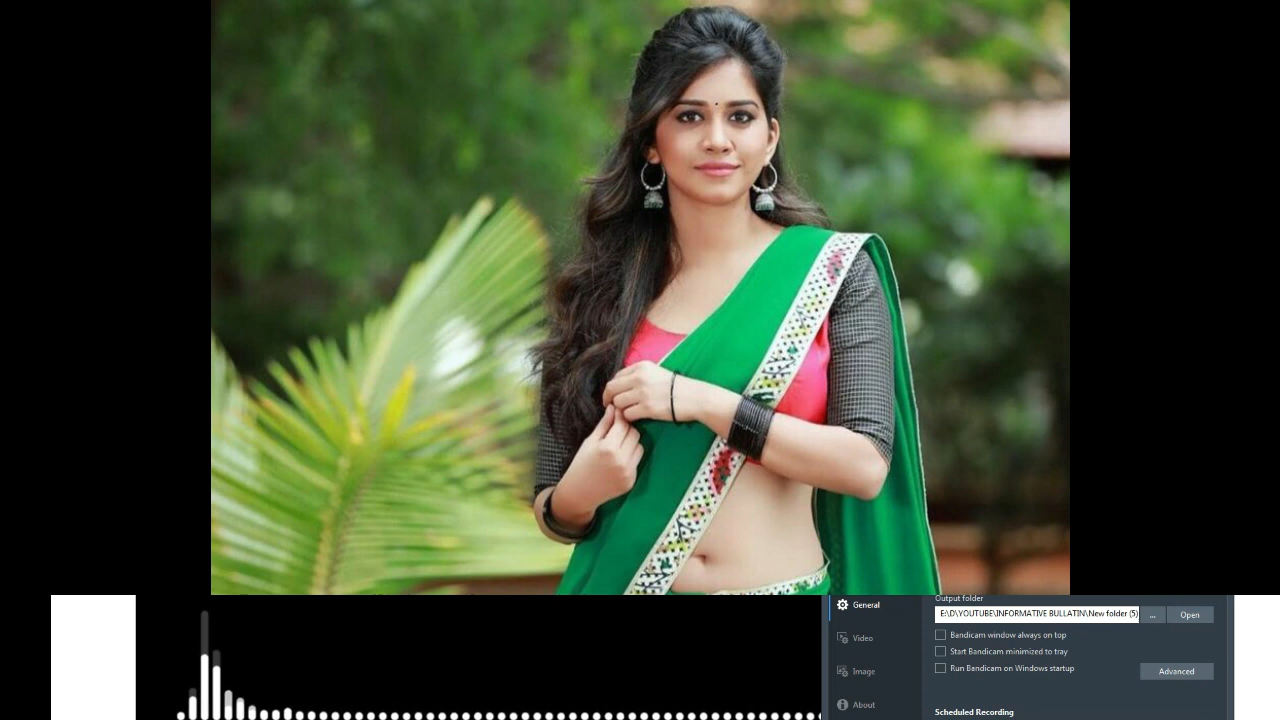 Output folder
General
E:\D\YOUTUBE\INFORMATIVE BULLATIN\New folder (5)
...
Open
Video
Bandicam window always on top
Start Bandicam minimized to tray
Image
Run Bandicam on Windows startup
Advanced
About
Scheduled Recording